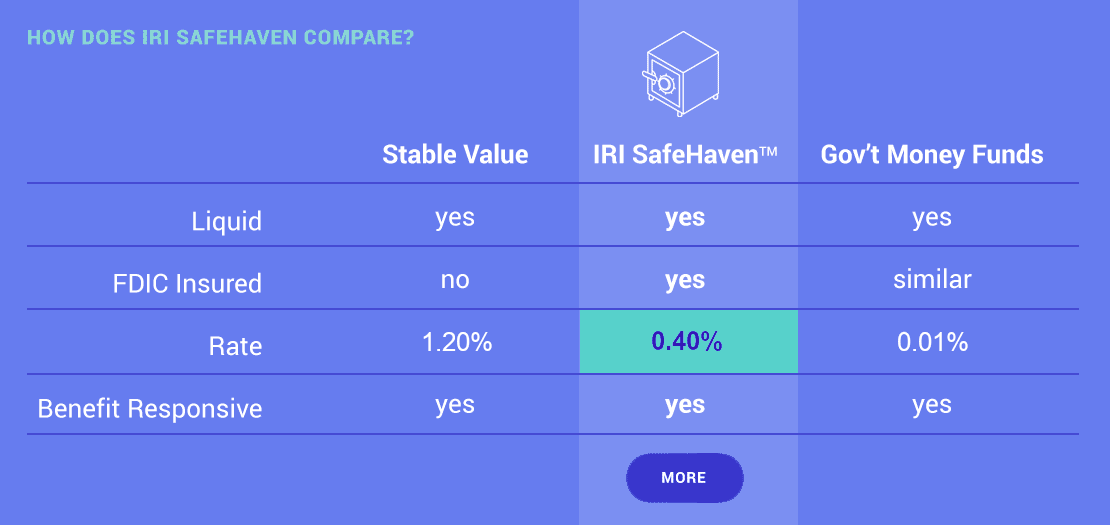 HOW DOES IRI SAFEHAVEN COMPARE?
Stable Value IRI SafeHaven™ Gov't Money Funds
Liquid yes yes yes
FDIC Insured no yes similar
Rate 1.20% 0.40% 0.01%
Benefit Responsive yes yes yes
MORE